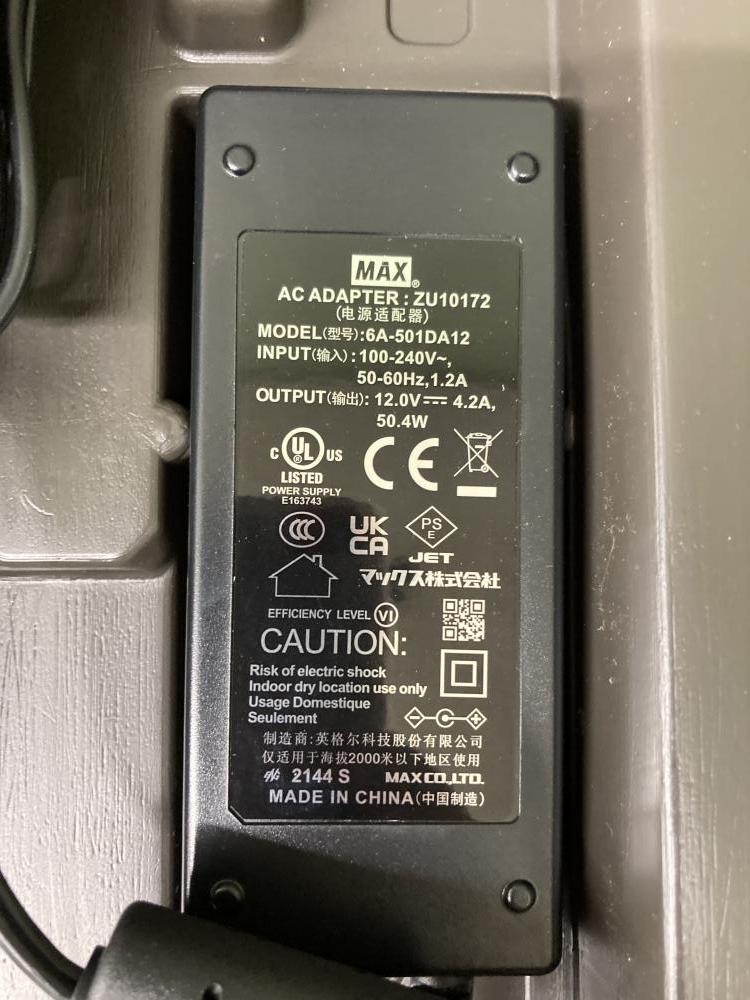 MAX®
AC ADAPTER : ZU10172
(电源适配器)
MODEL(型号):6A-501DA12
INPUT(输入):100-240V~,
50-60Hz,1.2A
OUTPUT(输出): 12.0V⎓ 4.2A,
50.4W
C UL US ®
LISTED
POWER SUPPLY
E163743
CE
CCC
UK
CA
PS
E
JET
マックス株式会社
EFFICIENCY LEVEL VI
CAUTION:
Risk of electric shock
Indoor dry location use only
Usage Domestique
Seulement
制造商:英格尔科技股份有限公司
仅适用于海拔2000米以下地区使用
2144 S MAX CO.,LTD.
MADE IN CHINA(中国制造)